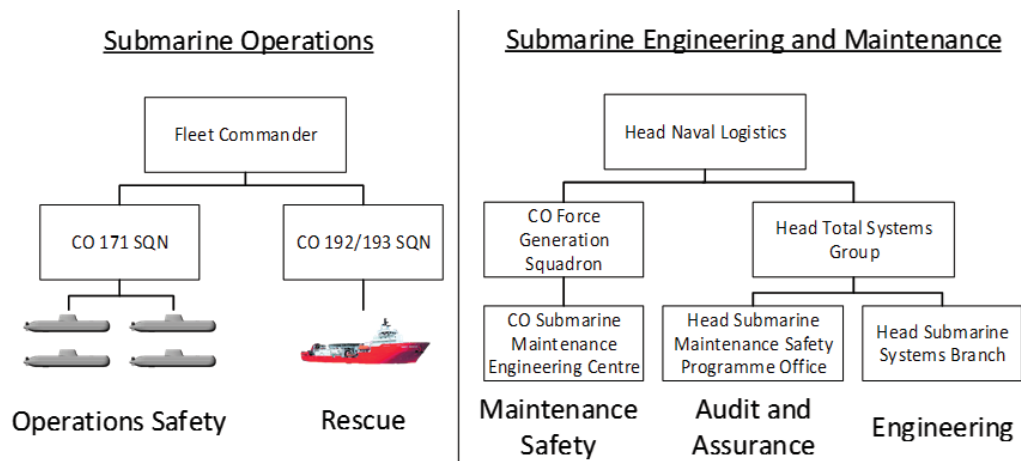 Submarine Operations
Fleet Commander
CO 171 SQN
CO 192/193 SQN
Operations Safety
Rescue
Submarine Engineering and Maintenance
Head Naval Logistics
CO Force
Generation
Squadron
Head Total Systems
Group
CO Submarine
Maintenance
Engineering Centre
Head Submarine
Maintenance Safety
Programme Office
Head Submarine
Systems Branch
Maintenance
Safety
Audit and
Assurance
Engineering